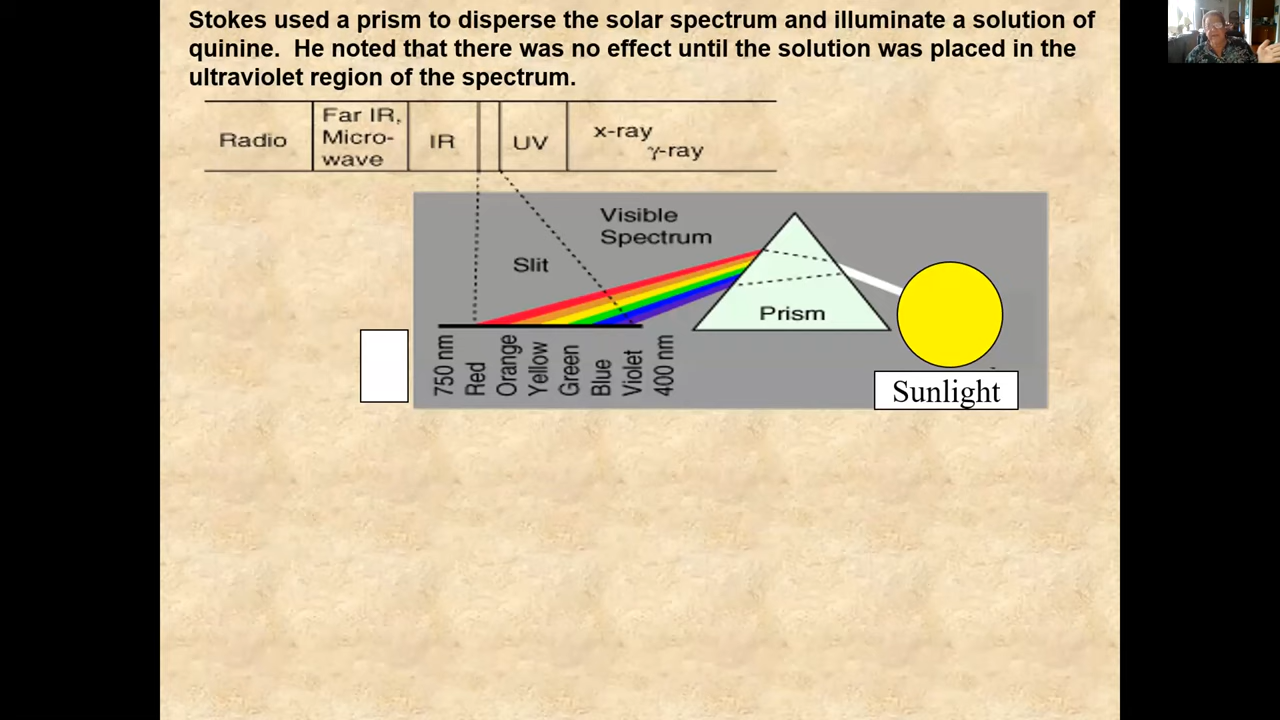 Stokes used a prism to disperse the solar spectrum and illuminate a solution of
quinine. He noted that there was no effect until the solution was placed in the
ultraviolet region of the spectrum.
Radio
Far IR,
Micro-
wave
IR
UV
x-ray
γ-ray
Visible
Spectrum
Slit
Prism
750 nm
Red
Orange
Yellow
Green
Blue
Violet
400 nm
Sunlight